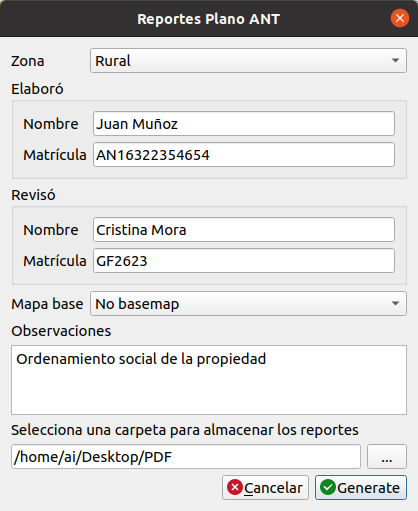 Reportes Plano ANT
Zona Rural
Elaboró
Nombre Juan Muñoz
Matrícula AN16322354654
Revisó
Nombre Cristina Mora
Matrícula GF2623
Mapa base No basemap
Observaciones
Ordenamiento social de la propiedad
Selecciona una carpeta para almacenar los reportes
/home/ai/Desktop/PDF ...
Cancelar Generate